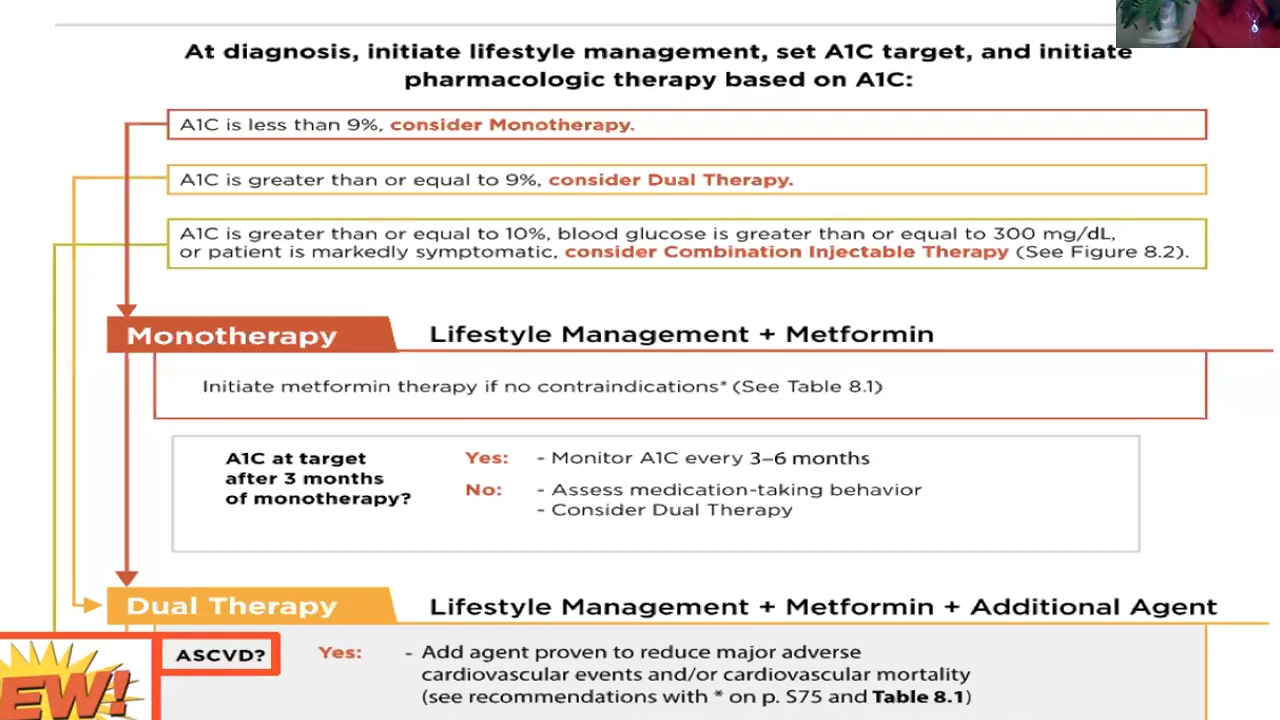 At diagnosis, initiate lifestyle management, set A1C target, and initiate
pharmacologic therapy based on A1C:
A1C is less than 9%, consider Monotherapy.
A1C is greater than or equal to 9%, consider Dual Therapy.
A1C is greater than or equal to 10%, blood glucose is greater than or equal to 300 mg/dL,
or patient is markedly symptomatic, consider Combination Injectable Therapy (See Figure 8.2).
Monotherapy Lifestyle Management + Metformin
Initiate metformin therapy if no contraindications* (See Table 8.1)
A1C at target
after 3 months
of monotherapy?
Yes: - Monitor A1C every 3–6 months
No: - Assess medication-taking behavior
- Consider Dual Therapy
Dual Therapy Lifestyle Management + Metformin + Additional Agent
ASCVD? Yes: - Add agent proven to reduce major adverse
cardiovascular events and/or cardiovascular mortality
(see recommendations with * on p. S75 and Table 8.1)